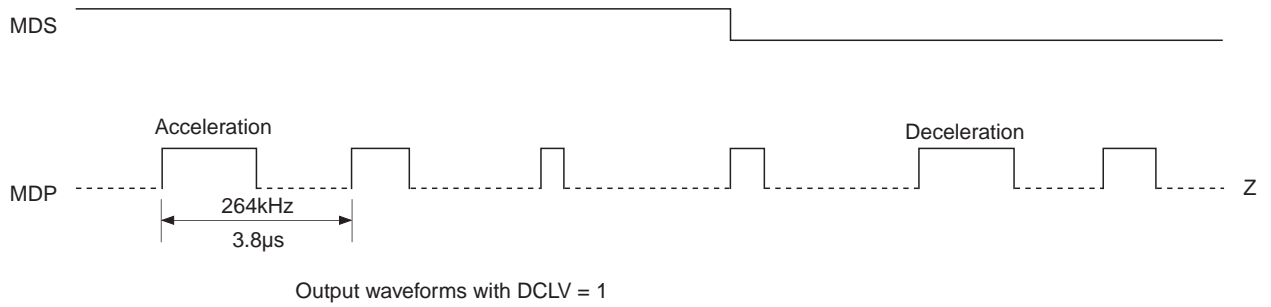 MDS
Acceleration
Deceleration
MDP
Z
264kHz
3.8µs
Output waveforms with DCLV = 1